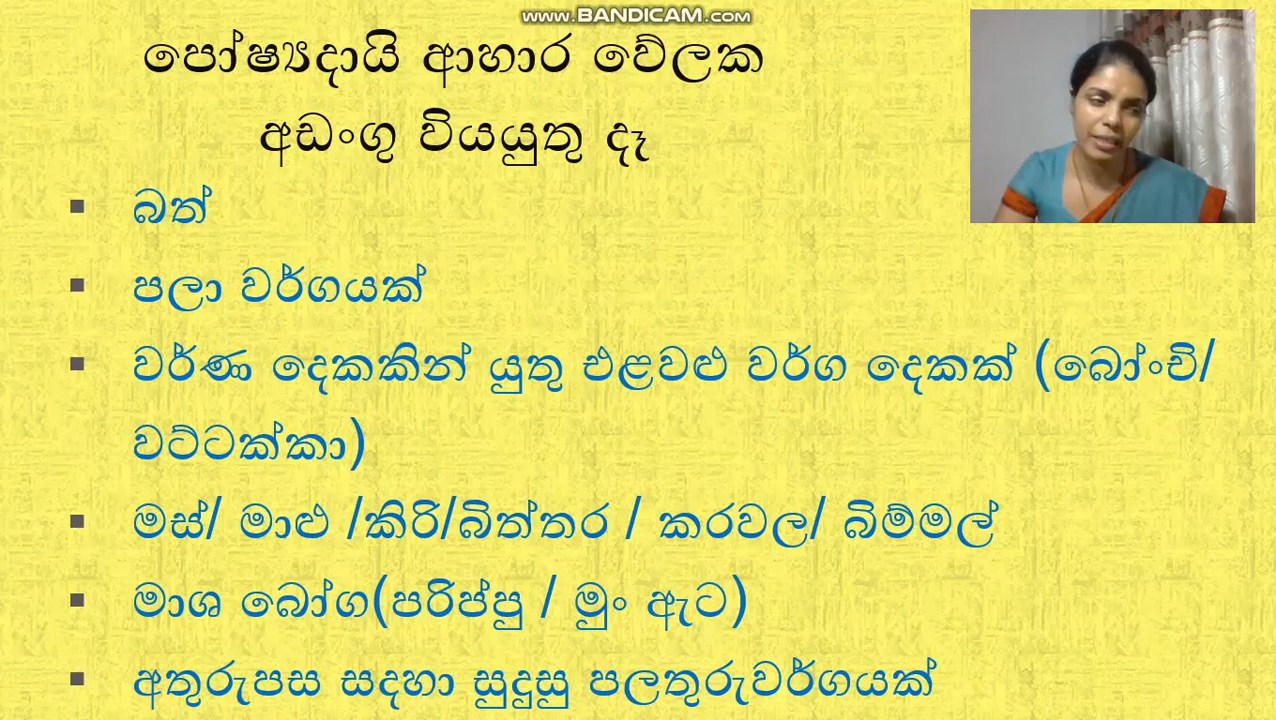 www.BANDICAM.com
පෝෂ්‍යදායි ආහාර වේලක
අඩංගු වියයුතු දෑ
▪ බත්
▪ පලා වර්ගයක්
▪ වර්ණ දෙකකින් යුතු එළවළු වර්ග දෙකක් (බෝංචි/
වට්ටක්කා)
▪ මස්/ මාළු /කිරි/බිත්තර / කරවල/ බිම්මල්
▪ මාශ බෝග(පරිප්පු / මුං ඇට)
▪ අතුරුපස සදහා සුදුසු පලතුරුවර්ගයක්